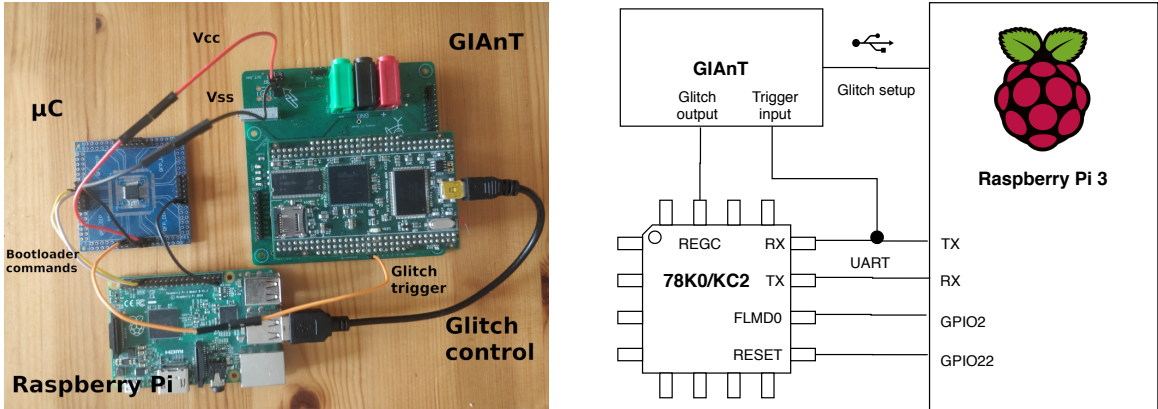 Vcc
GIAnT
Vss
μC
Bootloader
commands
Glitch
trigger
Glitch
control
Raspberry Pi
GIAnT
Glitch
output
Trigger
input
Glitch setup
Raspberry Pi 3
REGC
RX
TX
UART
78K0/KC2
TX
RX
FLMD0
GPIO2
RESET
GPIO22